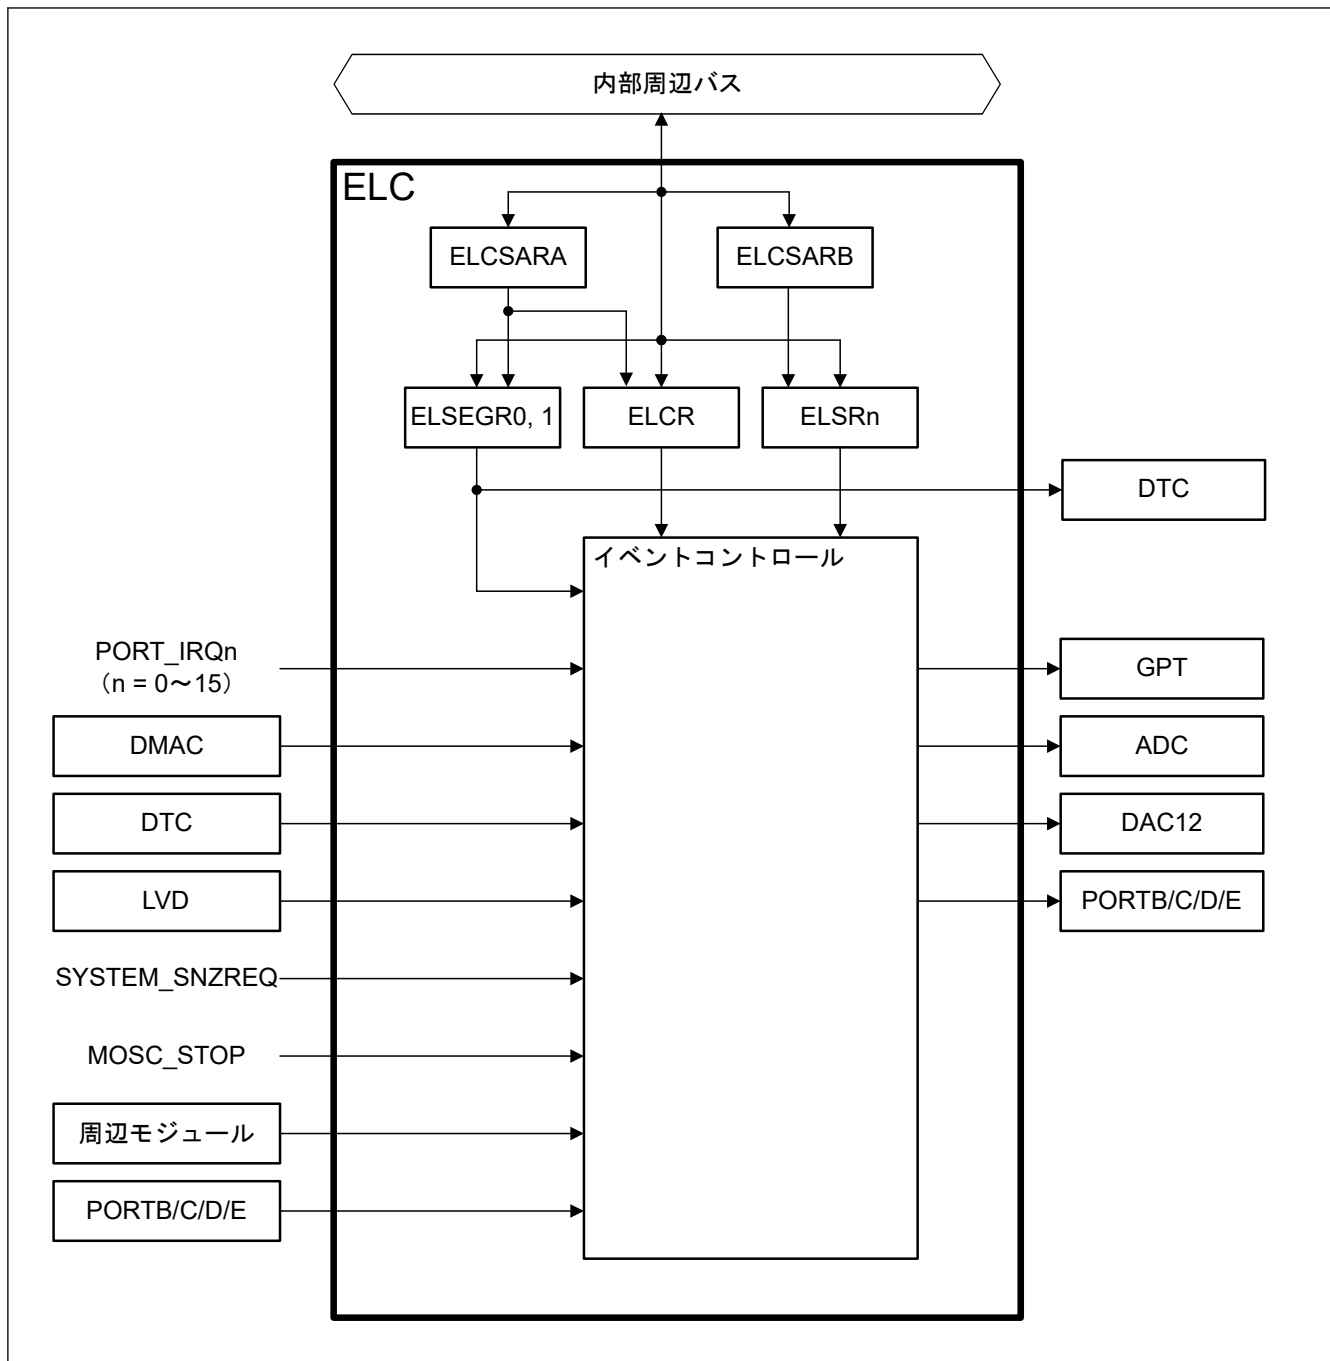 内部周辺バス
ELC
ELCSARA
ELCSARB
ELSEGR0, 1
ELCR
ELSRn
DTC
イベントコントロール
PORT_IRQn
（n = 0～15）
GPT
DMAC
ADC
DTC
DAC12
LVD
PORTB/C/D/E
SYSTEM_SNZREQ
MOSC_STOP
周辺モジュール
PORTB/C/D/E